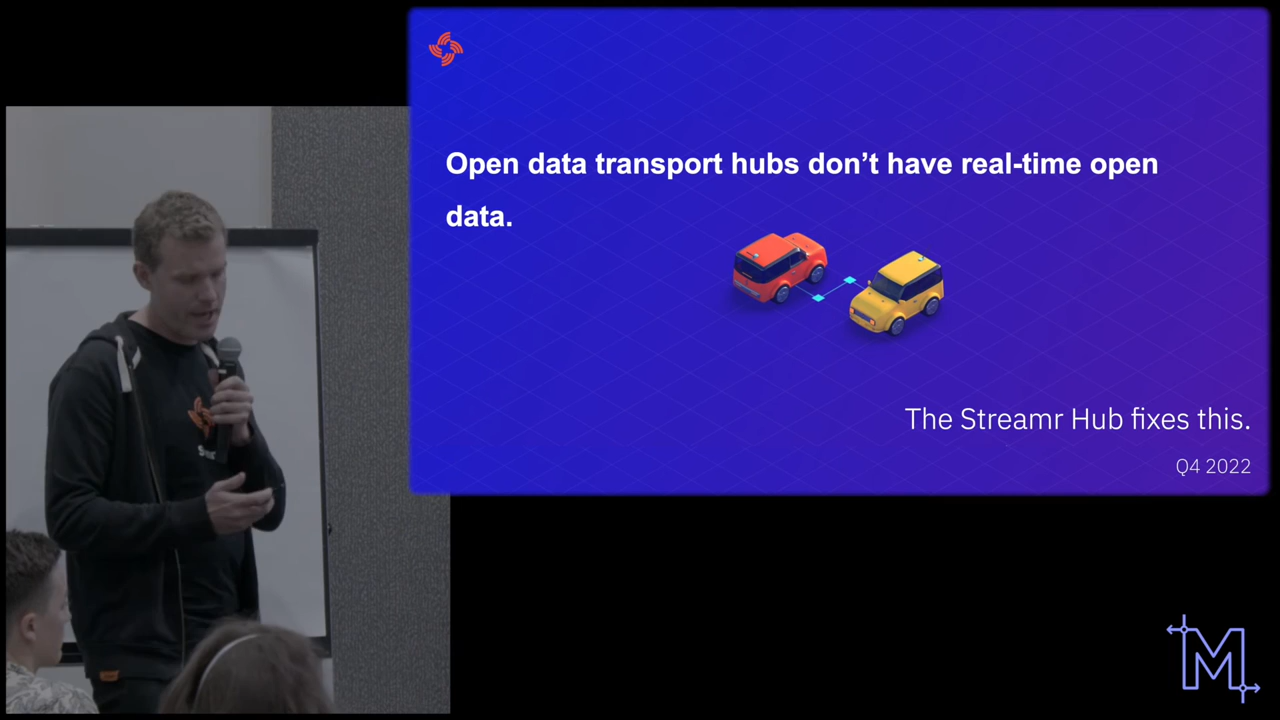 Open data transport hubs don’t have real-time open
data.
The Streamr Hub fixes this.
Q4 2022
M